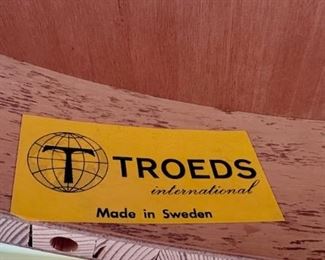 T TROEDS
international
Made in Sweden